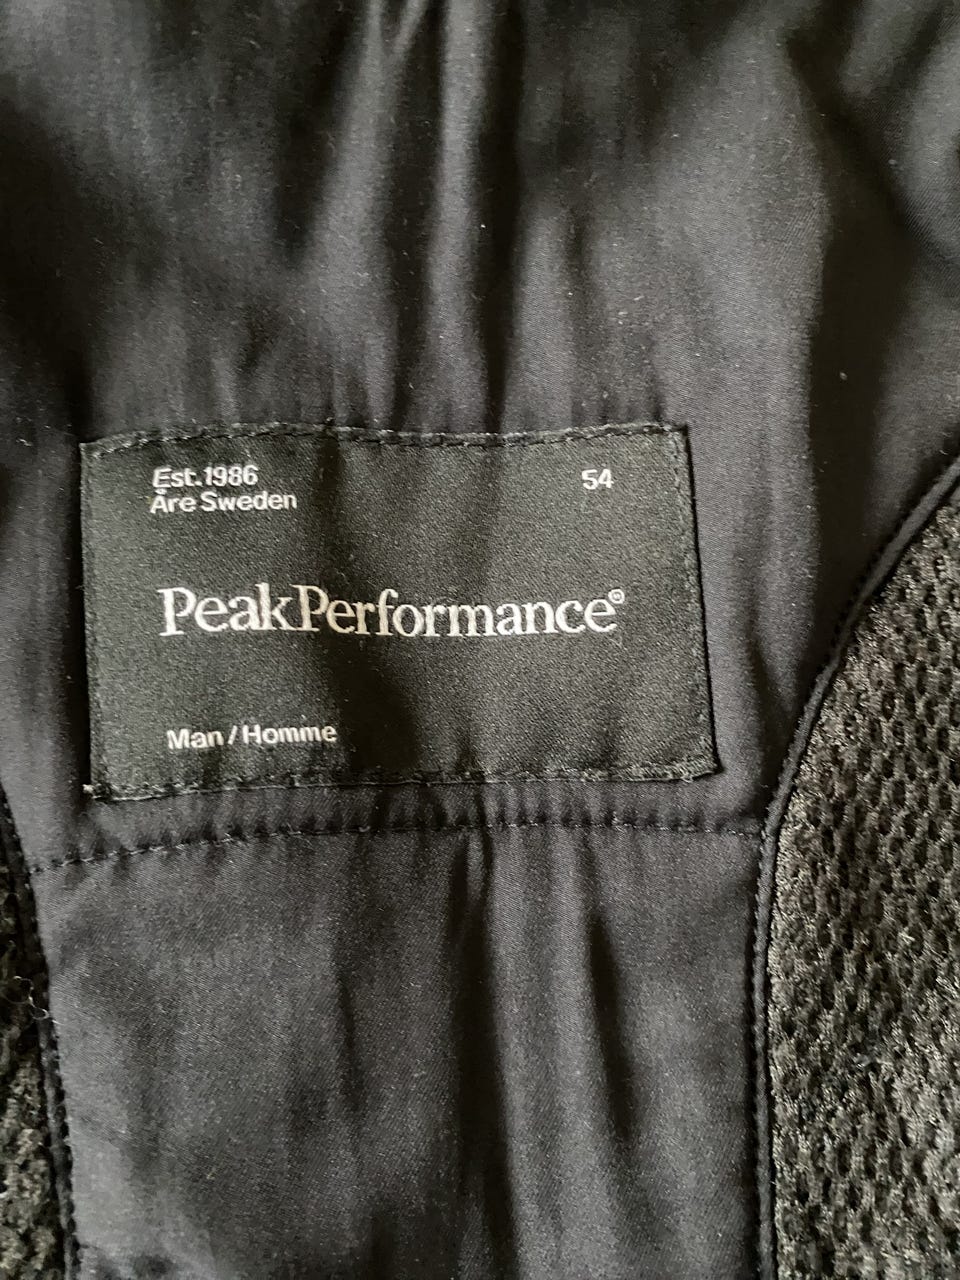 Est.1986
Åre Sweden
54
PeakPerformance®
Man / Homme